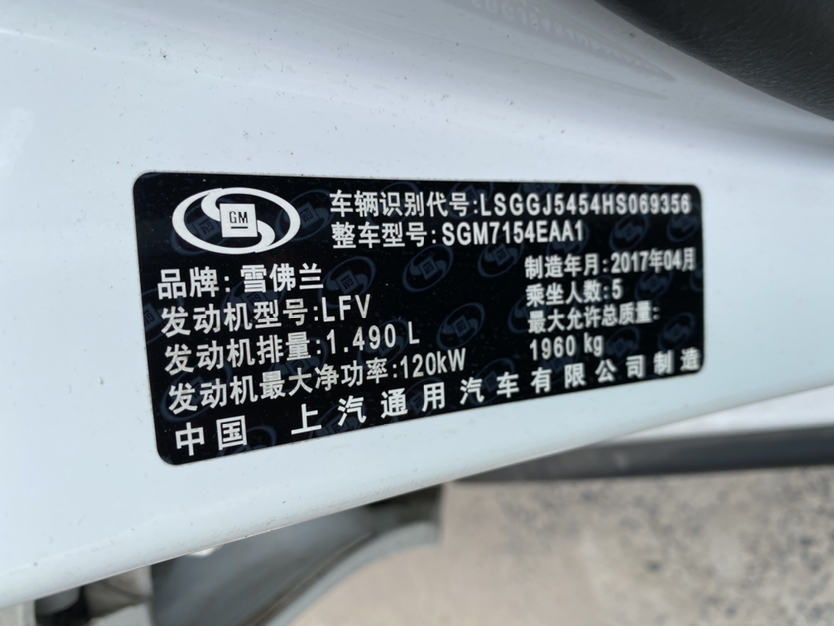 GM
车辆识别代号:LSGGJ5454HS069356
整车型号:SGM7154EAA1
品牌:雪佛兰
制造年月:2017年04月
发动机型号:LFV
乘坐人数:5
发动机排量:1.490 L
最大允许总质量:
1960 kg
发动机最大净功率:120kW
中国 上汽通用汽车有限公司制造